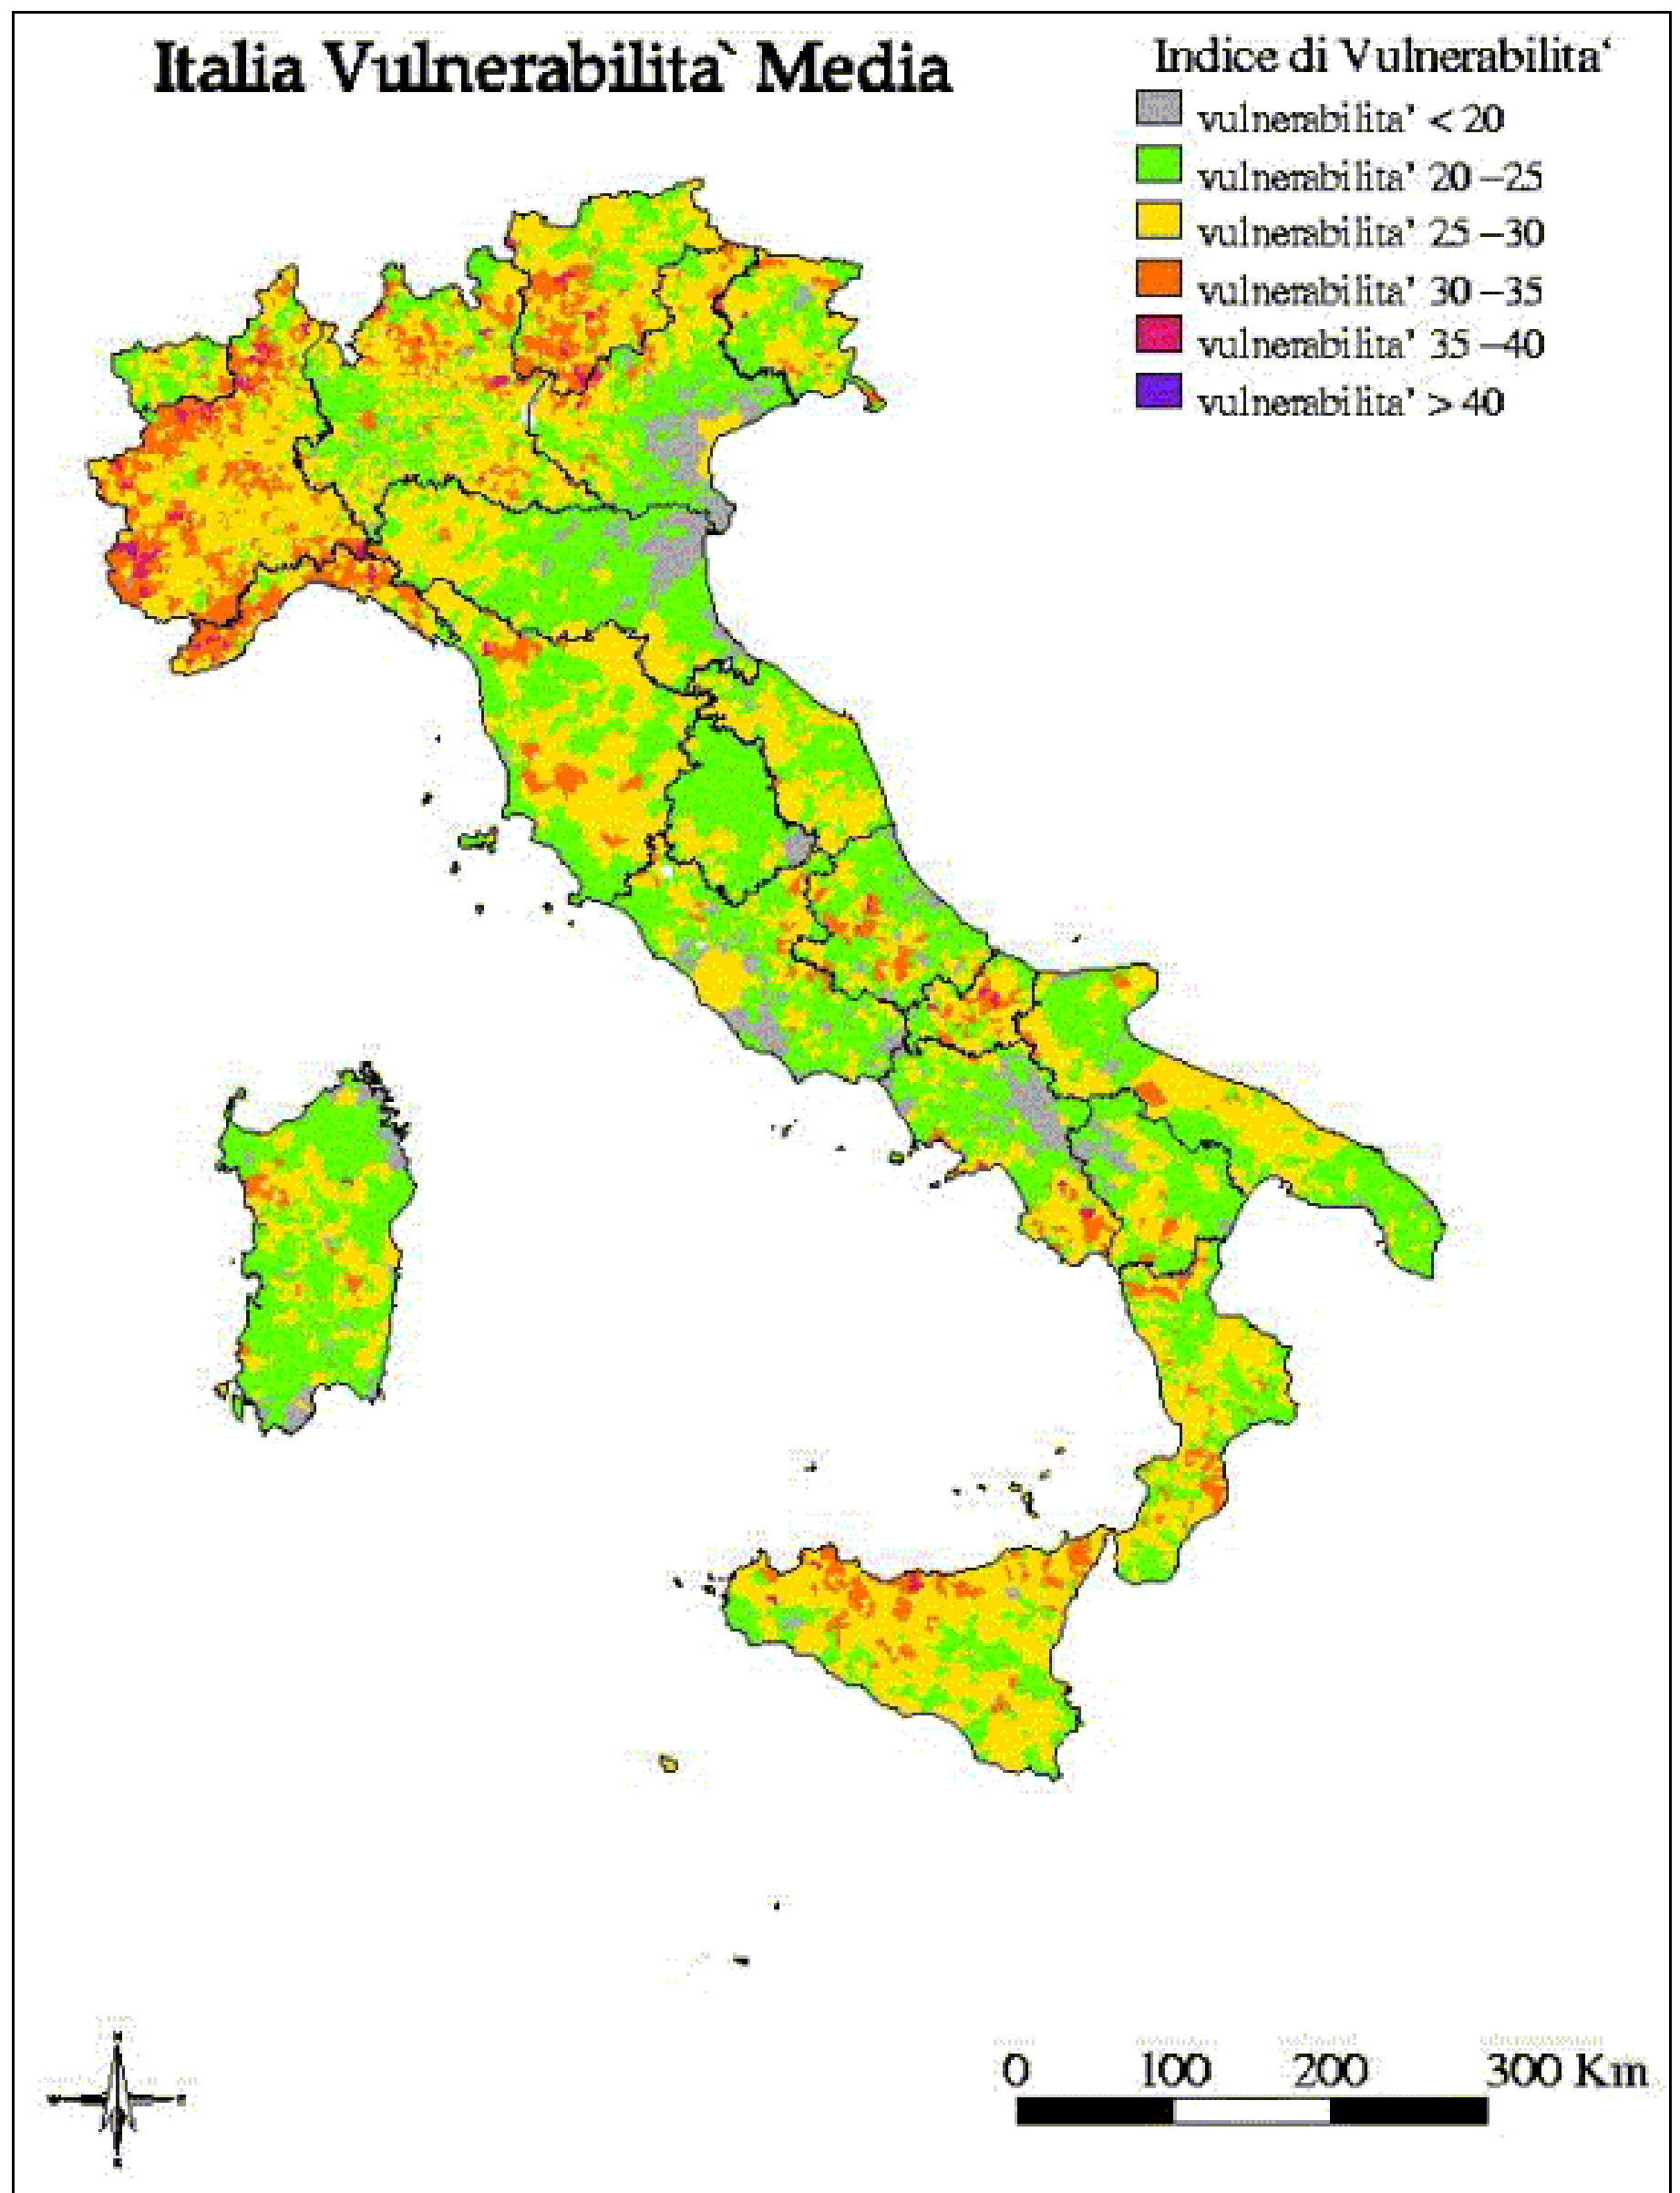 Italia Vulnerabilita` Media
Indice di Vulnerabilita‘
vulnerabilita’ < 20
vulnerabilita’ 20 –25
vulnerabilita’ 25 –30
vulnerabilita’ 30 –35
vulnerabilita’ 35 –40
vulnerabilita’ > 40
0 100 200 300 Km